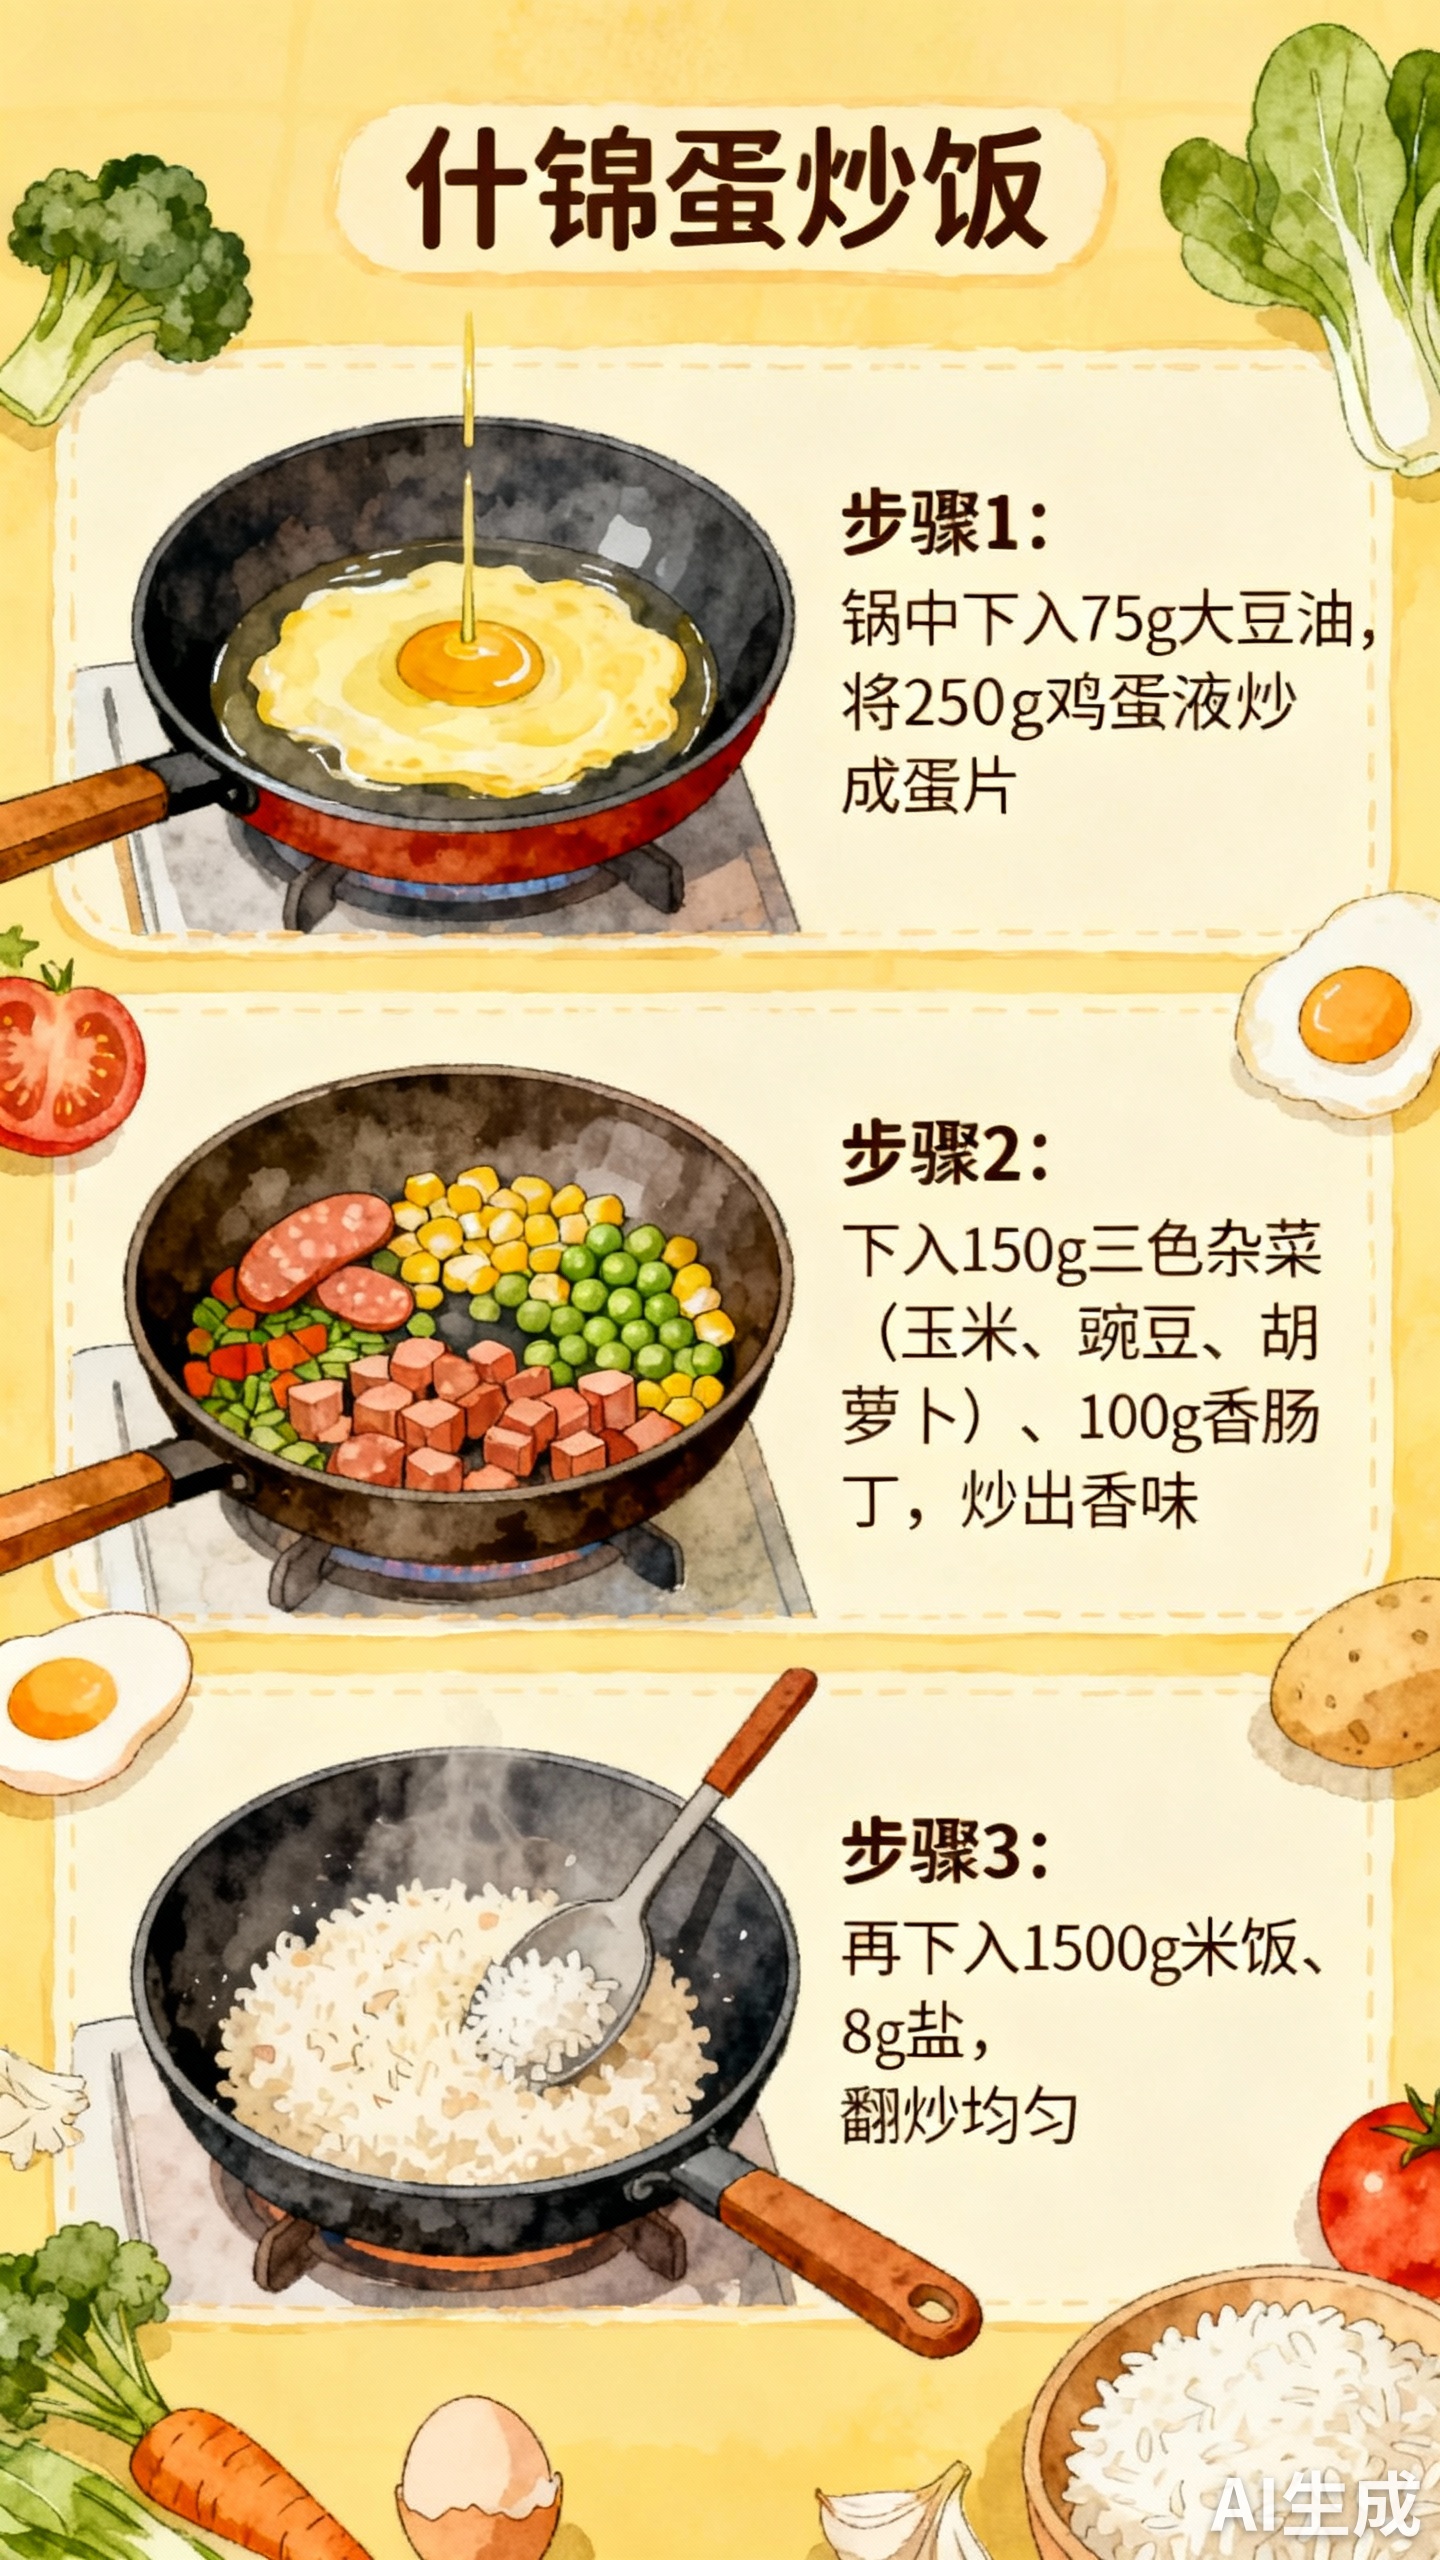 什锦蛋炒饭
步骤1：
锅中下入75g大豆油，
将250g鸡蛋液炒
成蛋片
步骤2：
下入150g三色杂菜
（玉米、豌豆、胡
萝卜）、100g香肠
丁，炒出香味
步骤3：
再下入1500g米饭、
8g盐，
翻炒均匀
AI生成